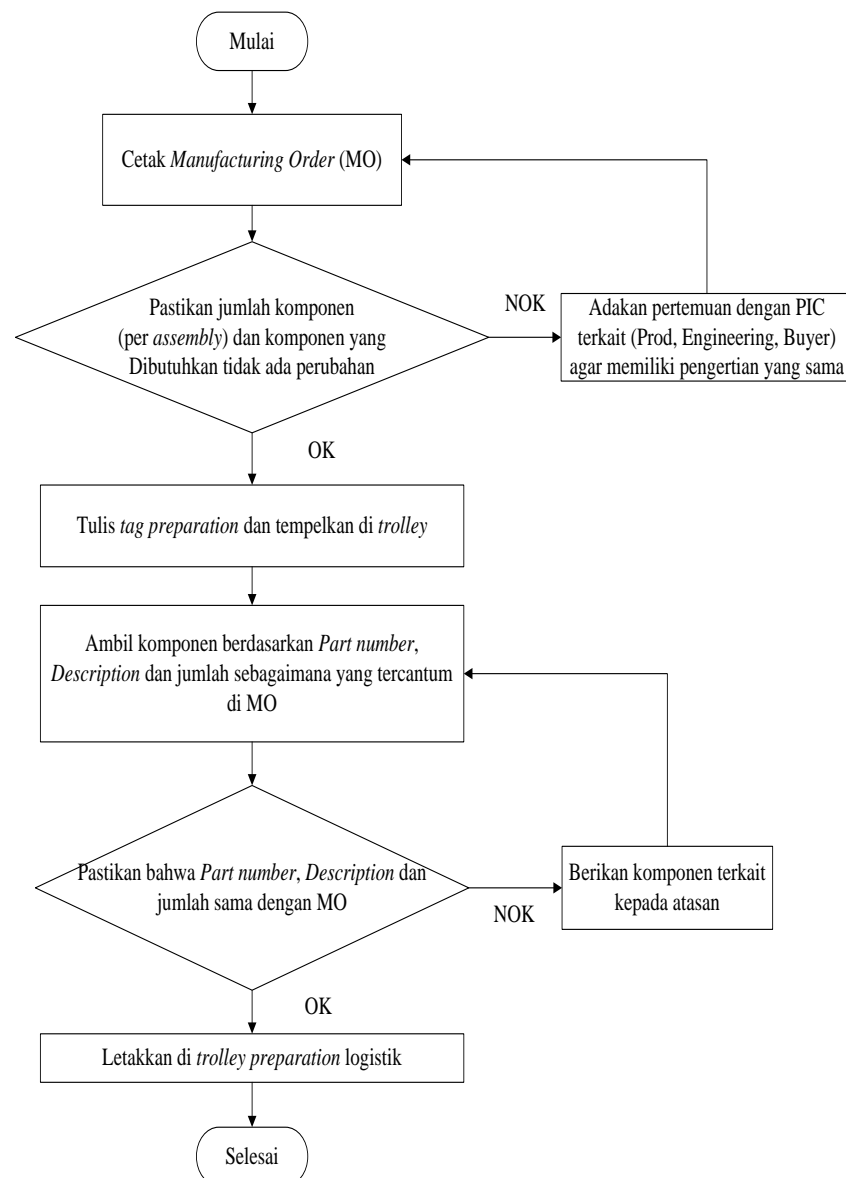 Mulai
Cetak Manufacturing Order (MO)
Pastikan jumlah komponen
(per assembly) dan komponen yang
Dibutuhkan tidak ada perubahan
NOK
Adakan pertemuan dengan PIC
terkait (Prod, Engineering, Buyer)
agar memiliki pengertian yang sama
OK
Tulis tag preparation dan tempelkan di trolley
Ambil komponen berdasarkan Part number,
Description dan jumlah sebagaimana yang tercantum
di MO
Pastikan bahwa Part number, Description dan
jumlah sama dengan MO
NOK
Berikan komponen terkait
kepada atasan
OK
Letakkan di trolley preparation logistik
Selesai